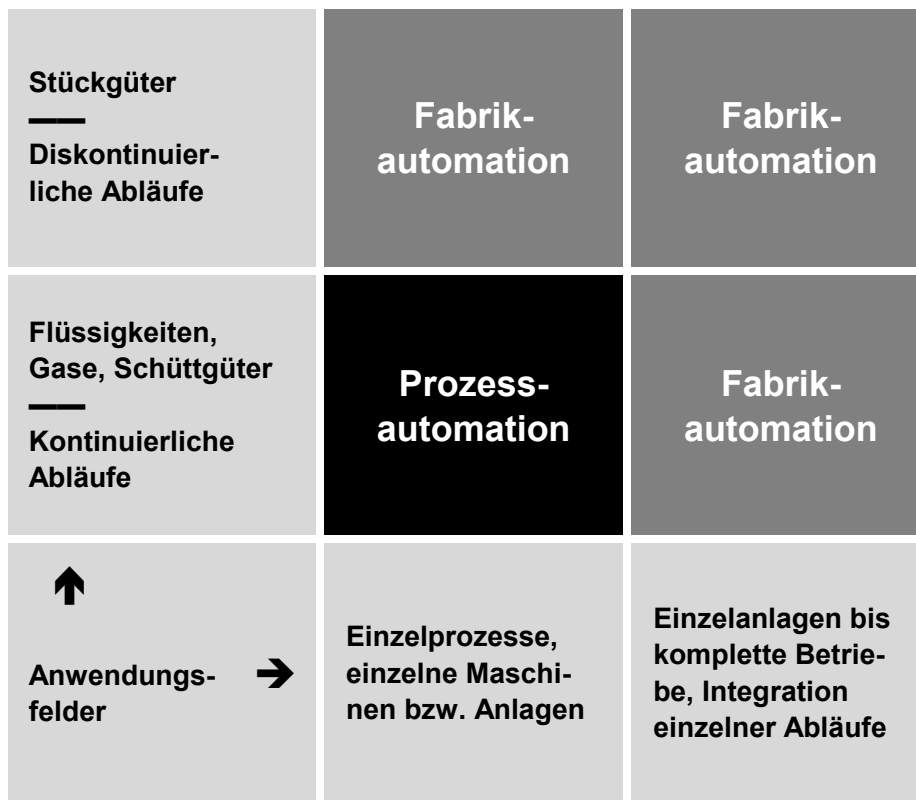 Stückgüter
Diskontinuier-
liche Abläufe
Fabrik-
automation
Fabrik-
automation
Flüssigkeiten,
Gase, Schüttgüter
Kontinuierliche
Abläufe
Prozess-
automation
Fabrik-
automation
Anwendungs-
felder
Einzelprozesse,
einzelne Maschi-
nen bzw. Anlagen
Einzelanlagen bis
komplette Betrie-
be, Integration
einzelner Abläufe